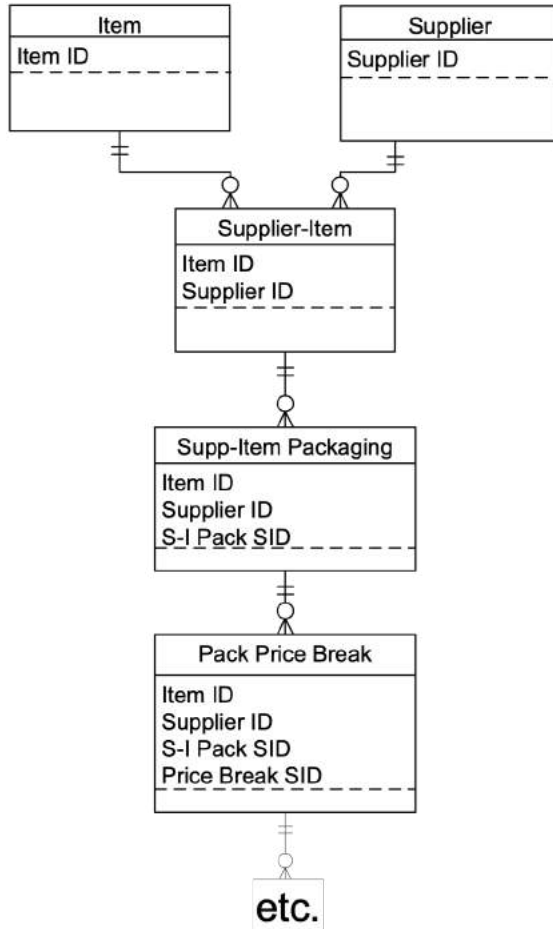 Item
Item ID
Supplier
Supplier ID
Supplier-Item
Item ID
Supplier ID
Supp-Item Packaging
Item ID
Supplier ID
S-I Pack SID
Pack Price Break
Item ID
Supplier ID
S-I Pack SID
Price Break SID
etc.